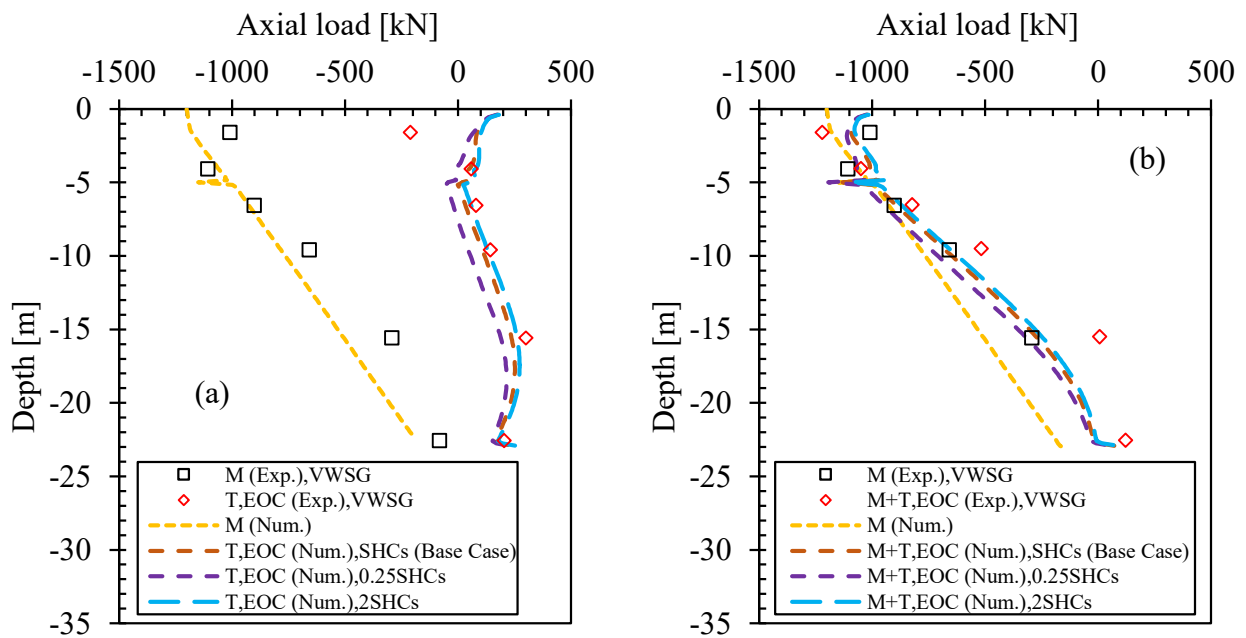 Axial load [kN]
-1500 -1000 -500 0 500
0
-5
-10
-15
-20
-25
-30
-35
Depth [m]
(a)
M (Exp.),VWSG
T,EOC (Exp.),VWSG
M (Num.)
T,EOC (Num.),SHCs (Base Case)
T,EOC (Num.),0.25SHCs
T,EOC (Num.),2SHCs
Axial load [kN]
-1500 -1000 -500 0 500
0
-5
-10
-15
-20
-25
-30
-35
Depth [m]
(b)
M (Exp.),VWSG
M+T,EOC (Exp.),VWSG
M (Num.)
M+T,EOC (Num.),SHCs (Base Case)
M+T,EOC (Num.),0.25SHCs
M+T,EOC (Num.),2SHCs